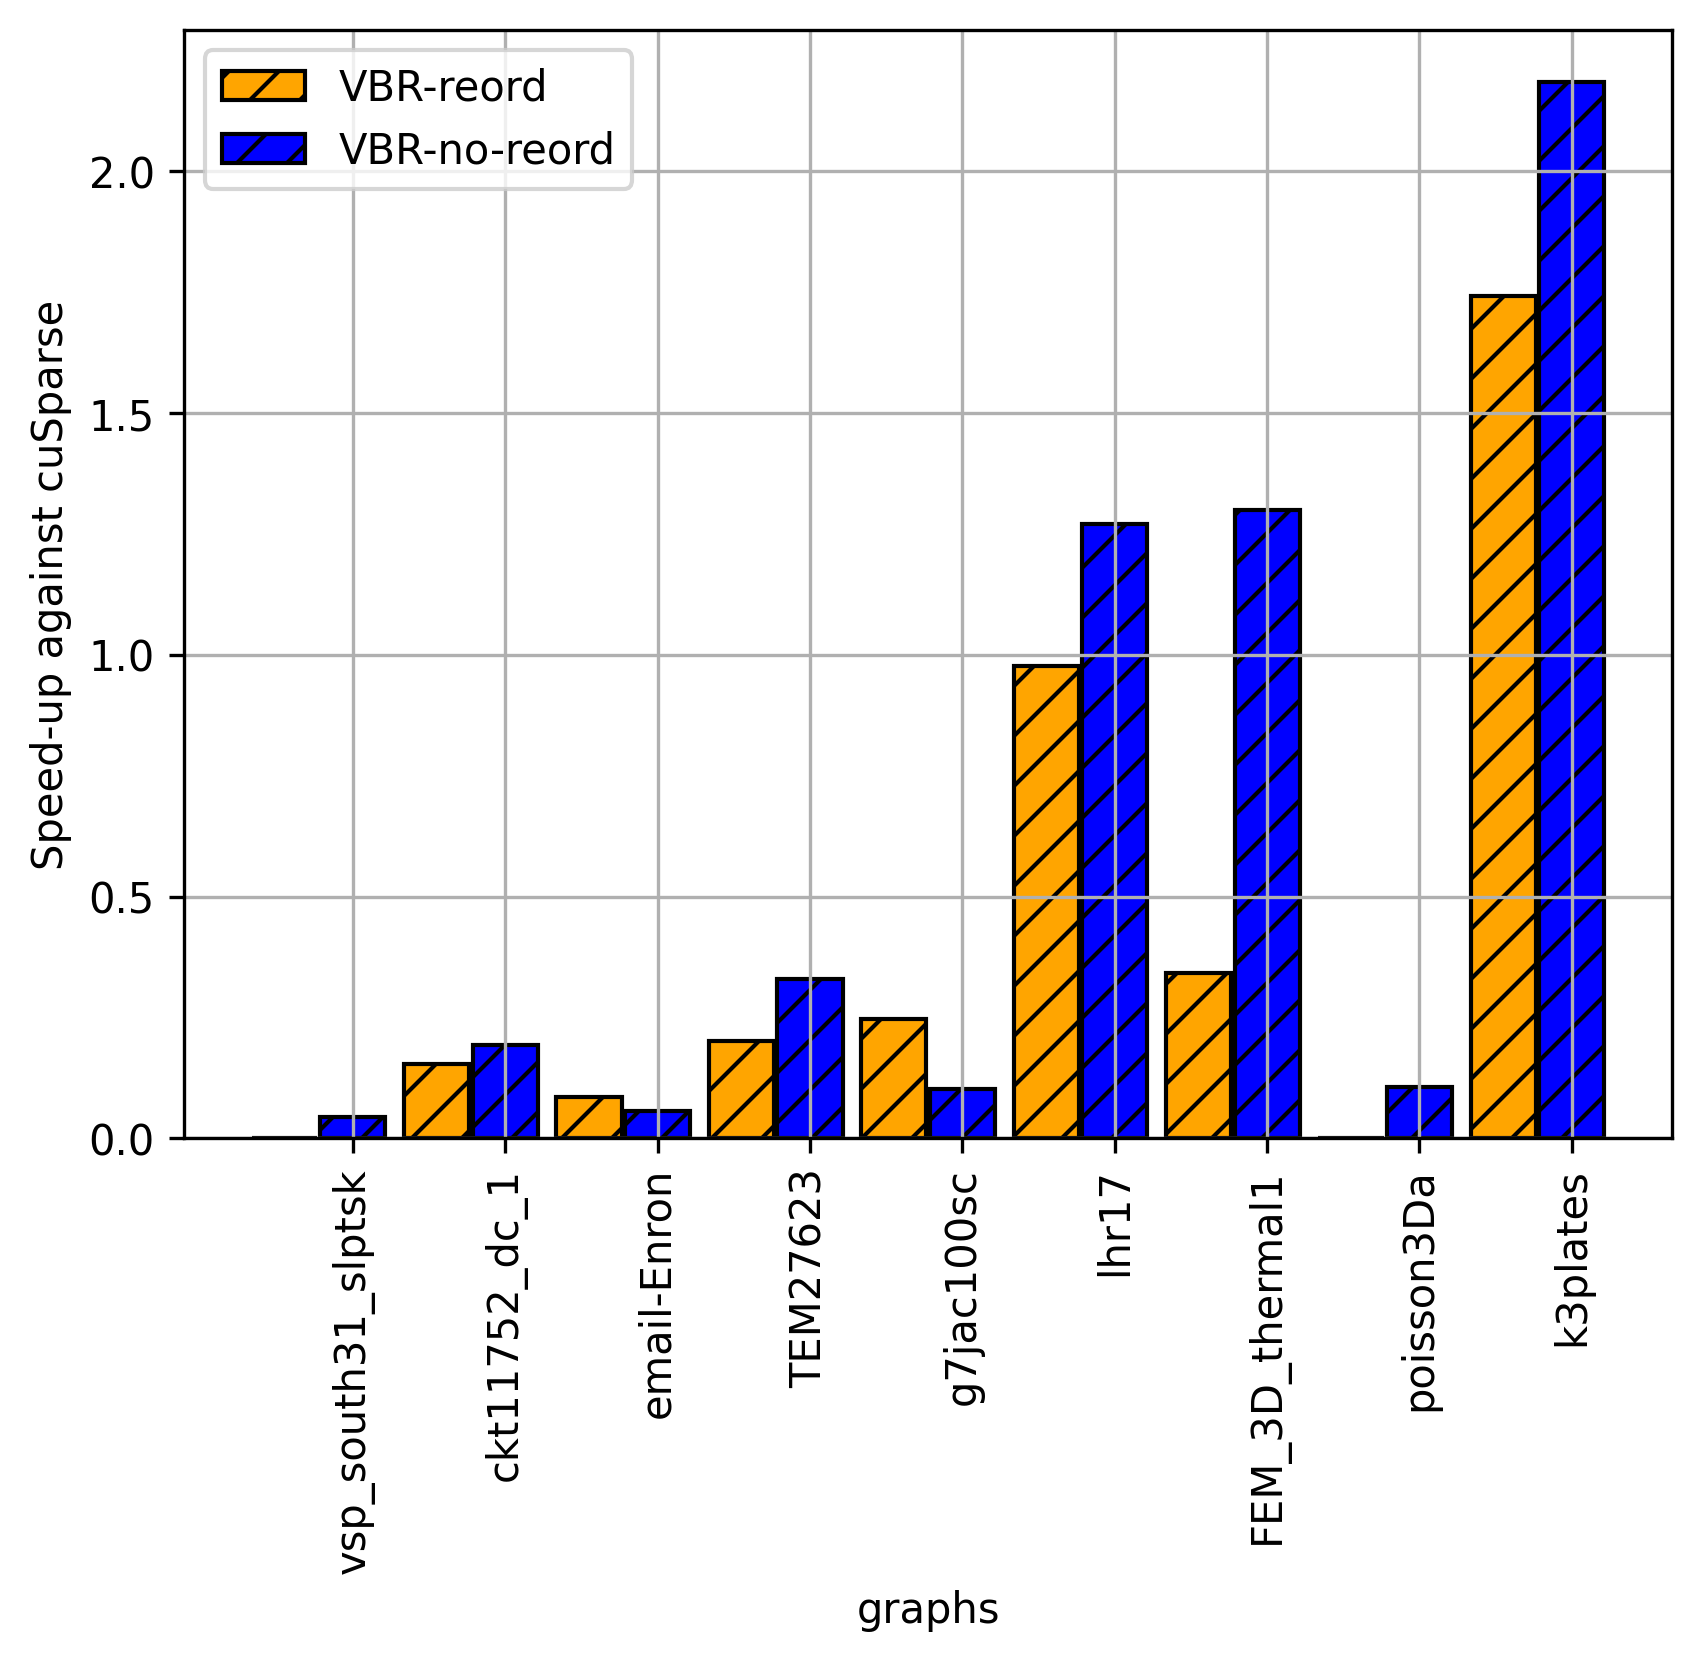 VBR-reord
VBR-no-reord
Speed-up against cuSparse
2.0
1.5
1.0
0.5
0.0
vsp_south31_slptsk
ckt11752_dc_1
email-Enron
TEM27623
g7jac100sc
lhr17
FEM_3D_thermal1
poisson3Da
k3plates
graphs